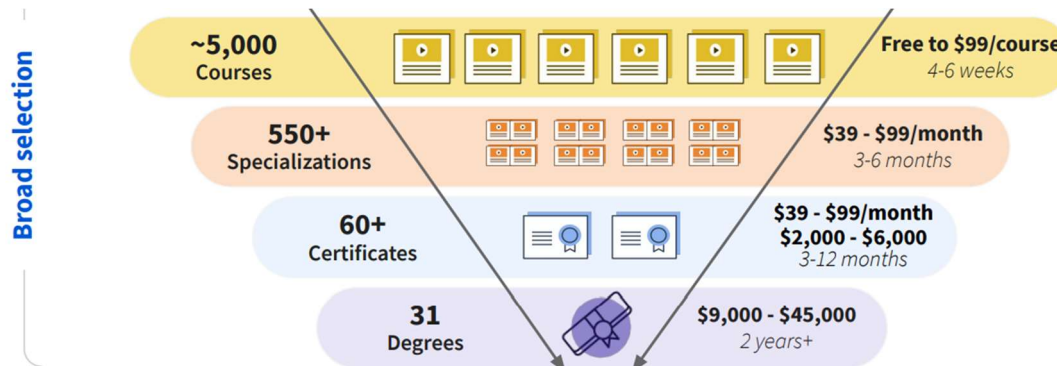 Broad selection
~5,000
Courses
Free to $99/course
4-6 weeks
550+
Specializations
$39 - $99/month
3-6 months
60+
Certificates
$39 - $99/month
$2,000 - $6,000
3-12 months
31
Degrees
$9,000 - $45,000
2 years+